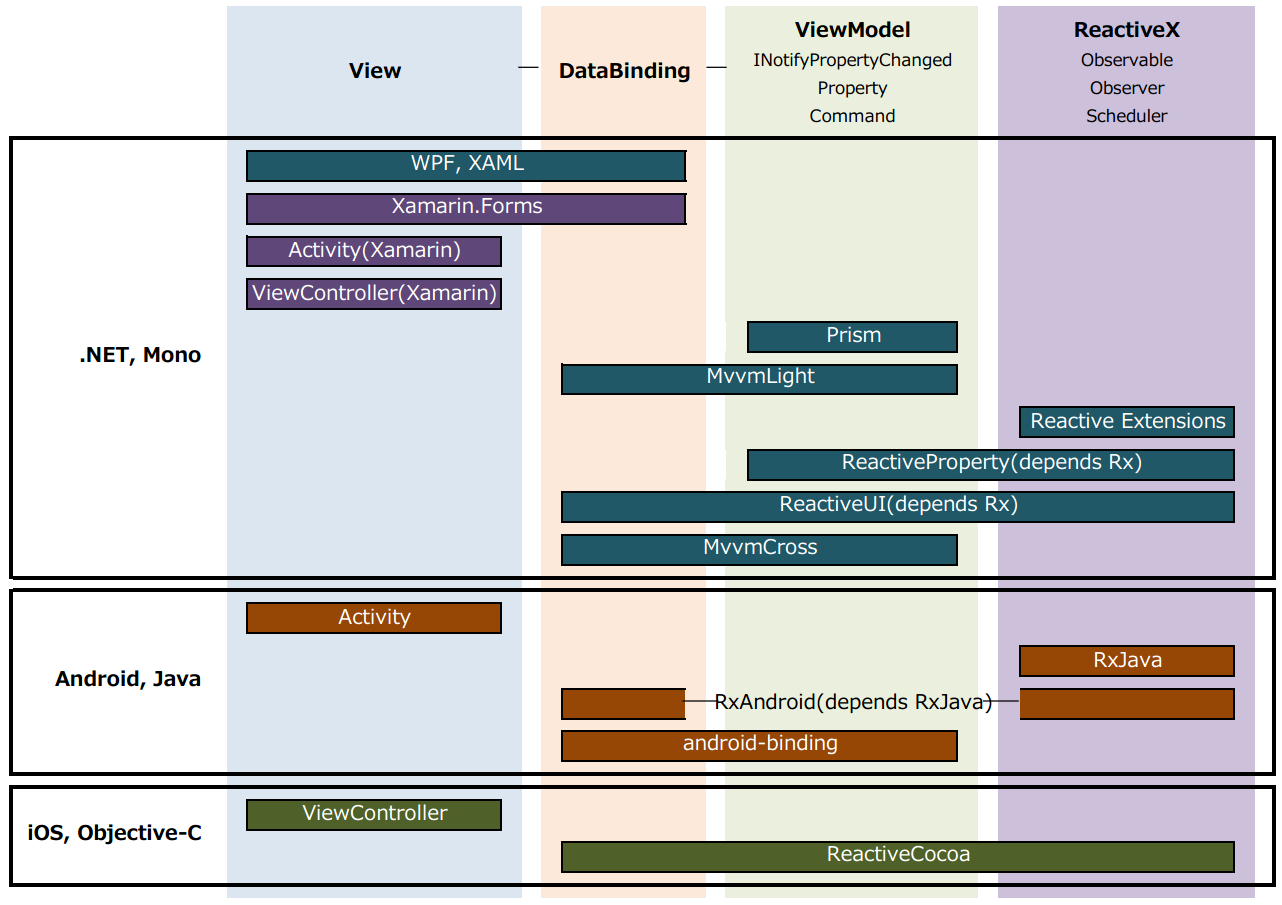 View
DataBinding
ViewModel
INotifyPropertyChanged
Property
Command
ReactiveX
Observable
Observer
Scheduler
.NET, Mono
WPF, XAML
Xamarin.Forms
Activity(Xamarin)
ViewController(Xamarin)
Prism
MvvmLight
Reactive Extensions
ReactiveProperty(depends Rx)
ReactiveUI(depends Rx)
MvvmCross
Android, Java
Activity
RxJava
RxAndroid(depends RxJava)
android-binding
iOS, Objective-C
ViewController
ReactiveCocoa